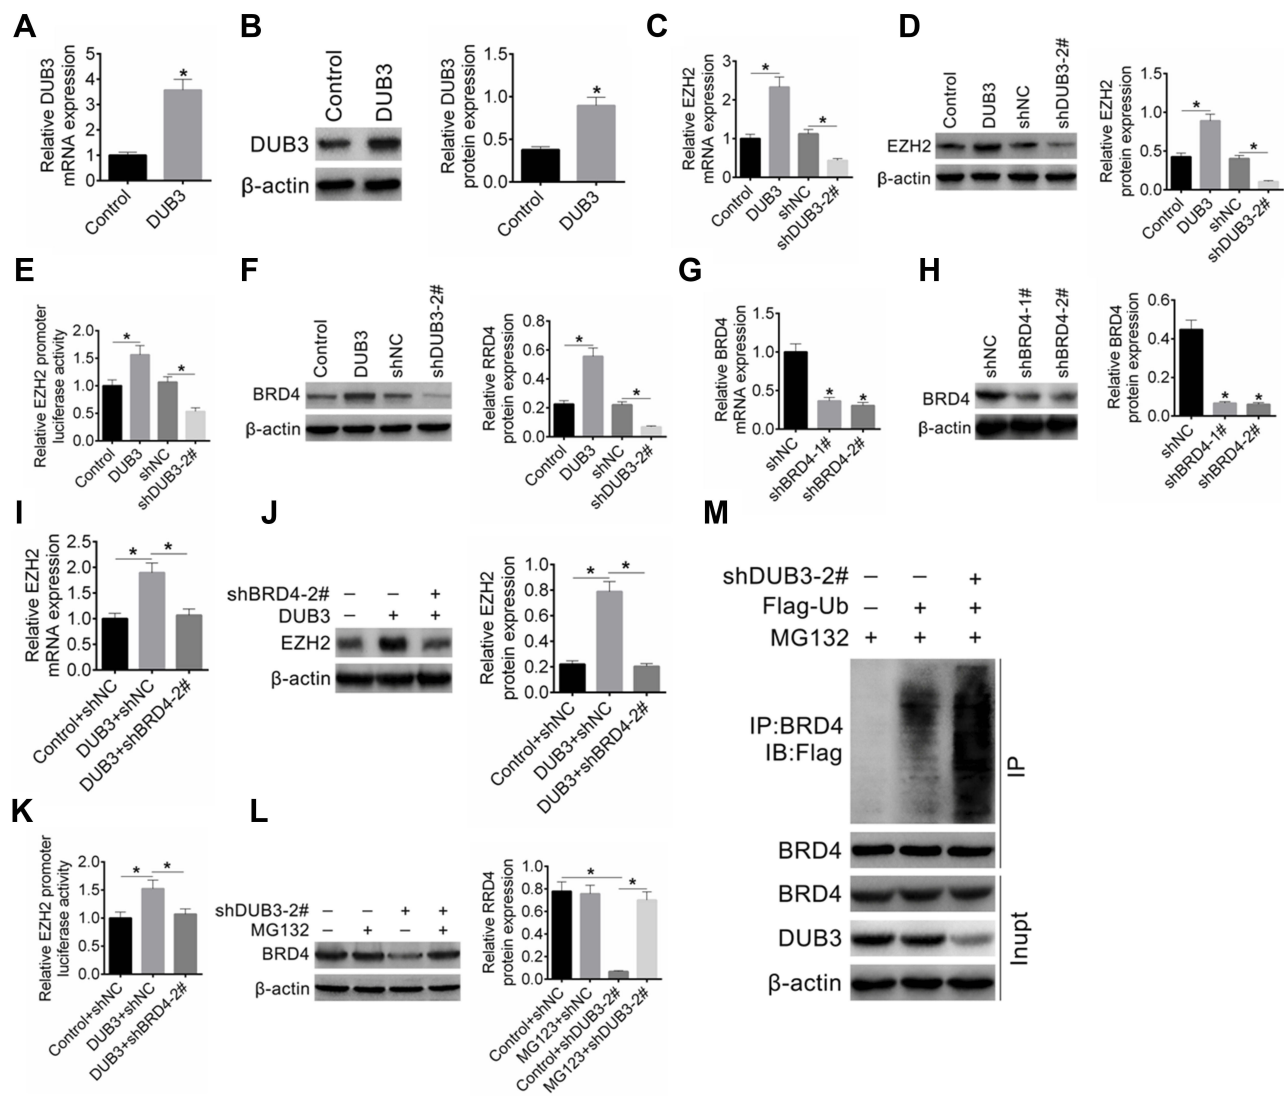 A
Relative DUB3
mRNA expression
5
4
3
2
1
0
*
Control
DUB3
B
Control
DUB3
DUB3
β-actin
Relative DUB3
protein expression
1.5
1.0
0.5
0.0
*
Control
DUB3
C
Relative EZH2
mRNA expression
3
2
1
0
*
*
Control
DUB3
shNC
shDUB3-2#
D
Control
DUB3
shNC
shDUB3-2#
EZH2
β-actin
Relative EZH2
protein expression
1.5
1.0
0.5
0.0
*
*
Control
DUB3
shNC
shDUB3-2#
E
Relative EZH2 promoter
luciferase activity
2.0
1.5
1.0
0.5
0.0
*
*
Control
DUB3
shNC
shDUB3-2#
F
Control
DUB3
shNC
shDUB3-2#
BRD4
β-actin
Relative RRD4
protein expression
0.8
0.6
0.4
0.2
0.0
*
*
Control
DUB3
shNC
shDUB3-2#
G
Relative BRD4
mRNA expression
1.5
1.0
0.5
0.0
*
*
shNC
shBRD4-1#
shBRD4-2#
H
shNC
shBRD4-1#
shBRD4-2#
BRD4
β-actin
Relative BRD4
protein expression
0.6
0.4
0.2
0.0
*
*
shNC
shBRD4-1#
shBRD4-2#
I
Relative EZH2
mRNA expression
2.5
2.0
1.5
1.0
0.5
0.0
*
*
Control+shNC
DUB3+shNC
DUB3+shBRD4-2#
J
shBRD4-2# − − +
DUB3 − + +
EZH2
β-actin
Relative EZH2
protein expression
1.0
0.8
0.6
0.4
0.2
0.0
*
*
Control+shNC
DUB3+shNC
DUB3+shBRD4-2#
K
Relative EZH2 promoter
luciferase activity
2.0
1.5
1.0
0.5
0.0
*
*
Control+shNC
DUB3+shNC
DUB3+shBRD4-2#
L
shDUB3-2# − − + +
MG132 − + − +
BRD4
β-actin
Relative RRD4
protein expression
1.0
0.8
0.6
0.4
0.2
0.0
*
*
Control+shNC
MG123+shNC
Control+shDUB3-2#
MG123+shDUB3-2#
M
shDUB3-2# − − +
Flag-Ub − + +
MG132 + + +
IP:BRD4
IB:Flag
BRD4
IP
BRD4
DUB3
β-actin
Inupt